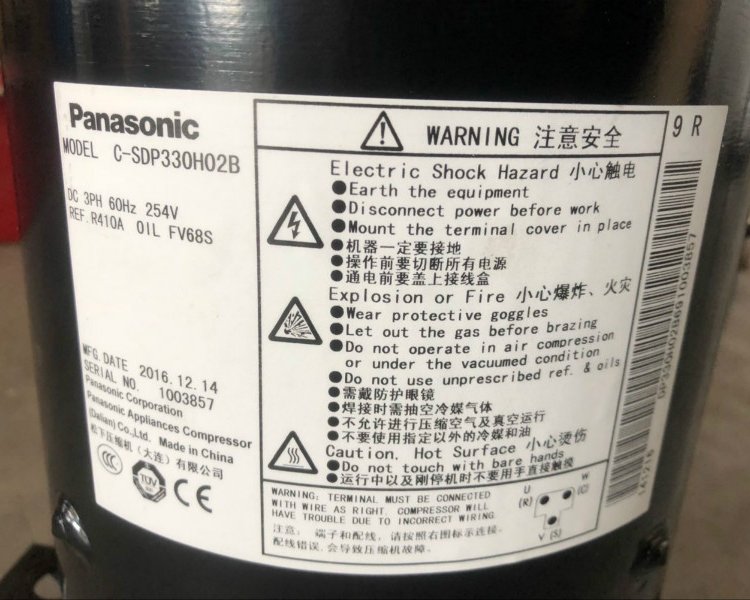 Panasonic
MODEL C-SDP330H02B
DC 3PH 60Hz 254V
REF.R410A OIL FV68S
MFG.DATE 2016.12.14
SERIAL NO. 1003857
Panasonic Corporation
Panasonic Appliances Compressor
(Dalian)Co.,Ltd. Made in China
松下压缩机（大连）有限公司
CCC
TÜV
CE
WARNING 注意安全
Electric Shock Hazard 小心触电
●Earth the equipment
●Disconnect power before work
●Mount the terminal cover in place
●机器一定要接地
●操作前要切断所有电源
●通电前要盖上接线盒
Explosion or Fire 小心爆炸、火灾
●Wear protective goggles
●Let out the gas before brazing
●Do not operate in air compression
or under the vacuumed condition
●Do not use unprescribed ref. & oils
●需戴防护眼镜
●焊接时需抽空冷媒气体
●不允许进行压缩空气及真空运行
●不要使用指定以外的冷媒和油
Caution. Hot Surface 小心烫伤
●Do not touch with bare hands
●运行中以及刚停机时不要用手直接触摸
WARNING: TERMINAL MUST BE CONNECTED
WITH WIRE AS RIGHT. COMPRESSOR WILL
HAVE TROUBLE DUE TO INCORRECT WIRING.
注意: 端子和配线, 请按照右图标示连接.
配线错误,会导致压缩机故障.
U
(R)
W
(C)
V (S)
9 R
141216